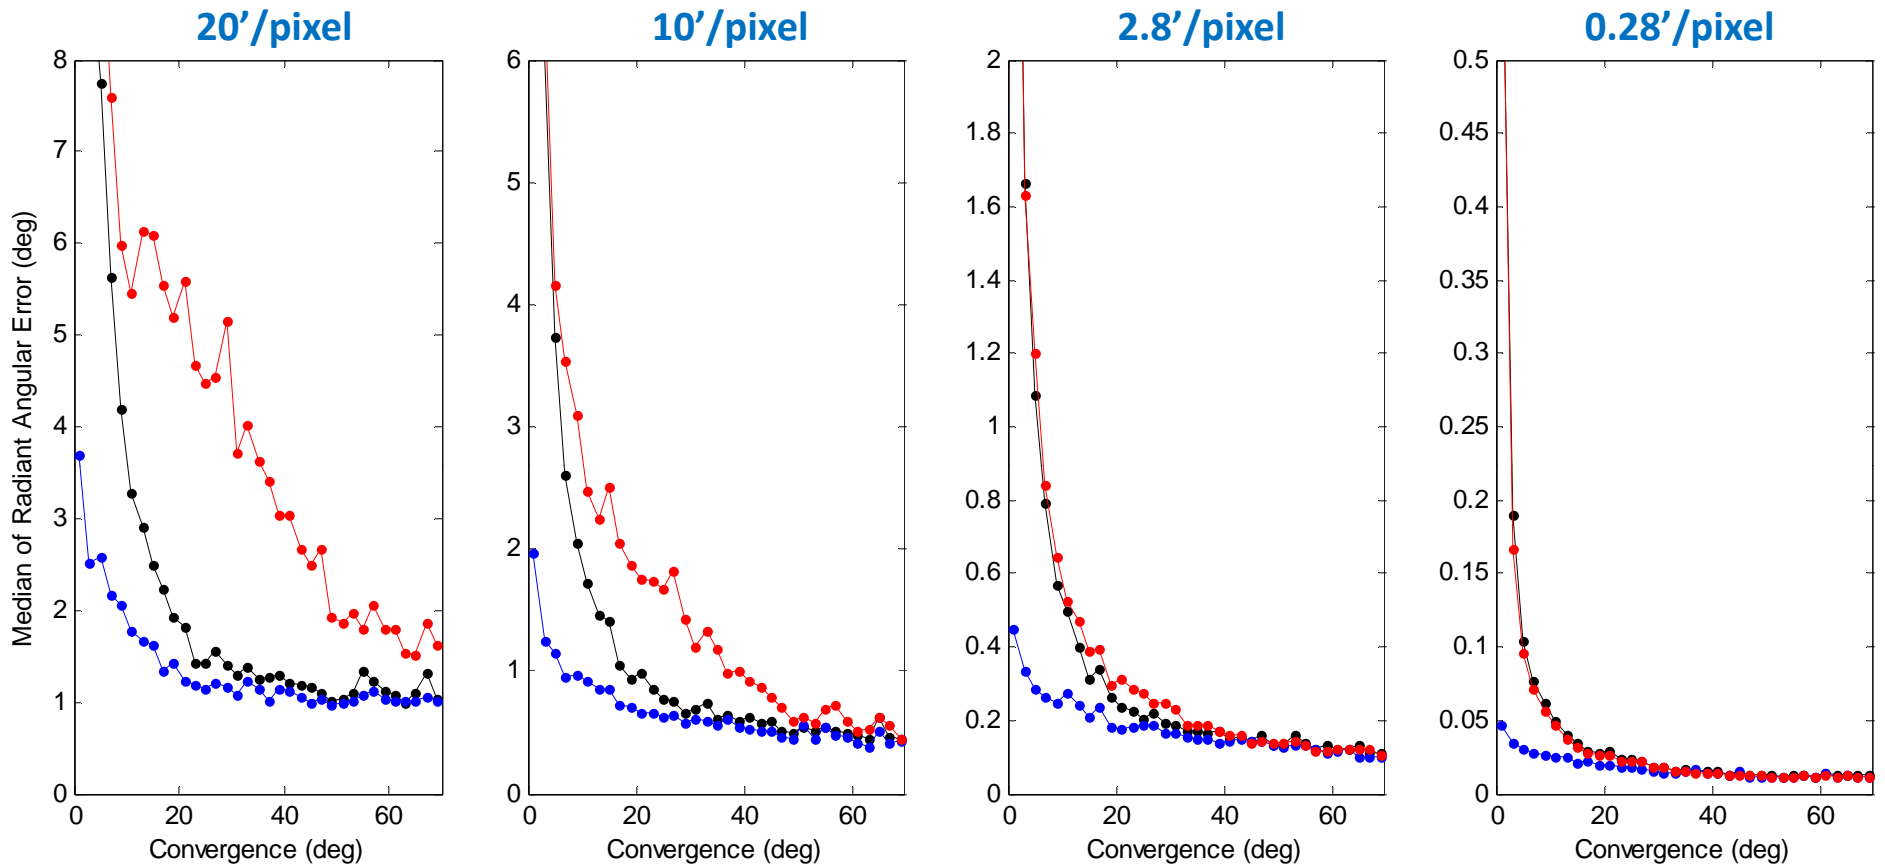 20’/pixel
10’/pixel
2.8’/pixel
0.28’/pixel
Median of Radiant Angular Error (deg)
8
7
6
5
4
3
2
1
0
0 20 40 60
Convergence (deg)
6
5
4
3
2
1
0
0 20 40 60
Convergence (deg)
2
1.8
1.6
1.4
1.2
1
0.8
0.6
0.4
0.2
0
0 20 40 60
Convergence (deg)
0.5
0.45
0.4
0.35
0.3
0.25
0.2
0.15
0.1
0.05
0
0 20 40 60
Convergence (deg)